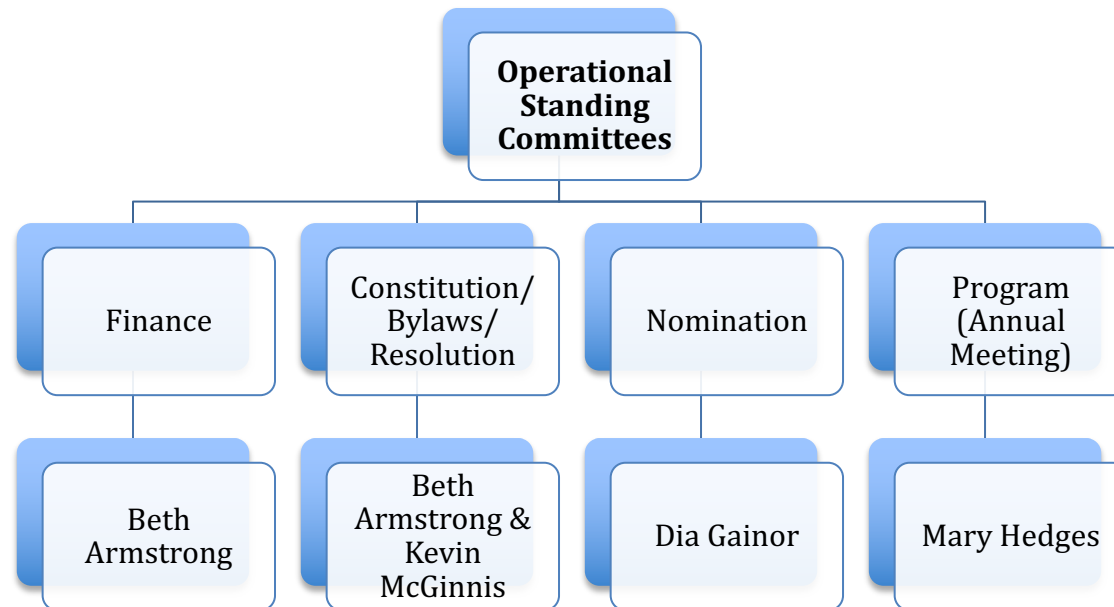 Operational
Standing
Committees
Finance
Constitution/
Bylaws/
Resolution
Nomination
Program
(Annual
Meeting)
Beth
Armstrong
Beth
Armstrong &
Kevin
McGinnis
Dia Gainor
Mary Hedges